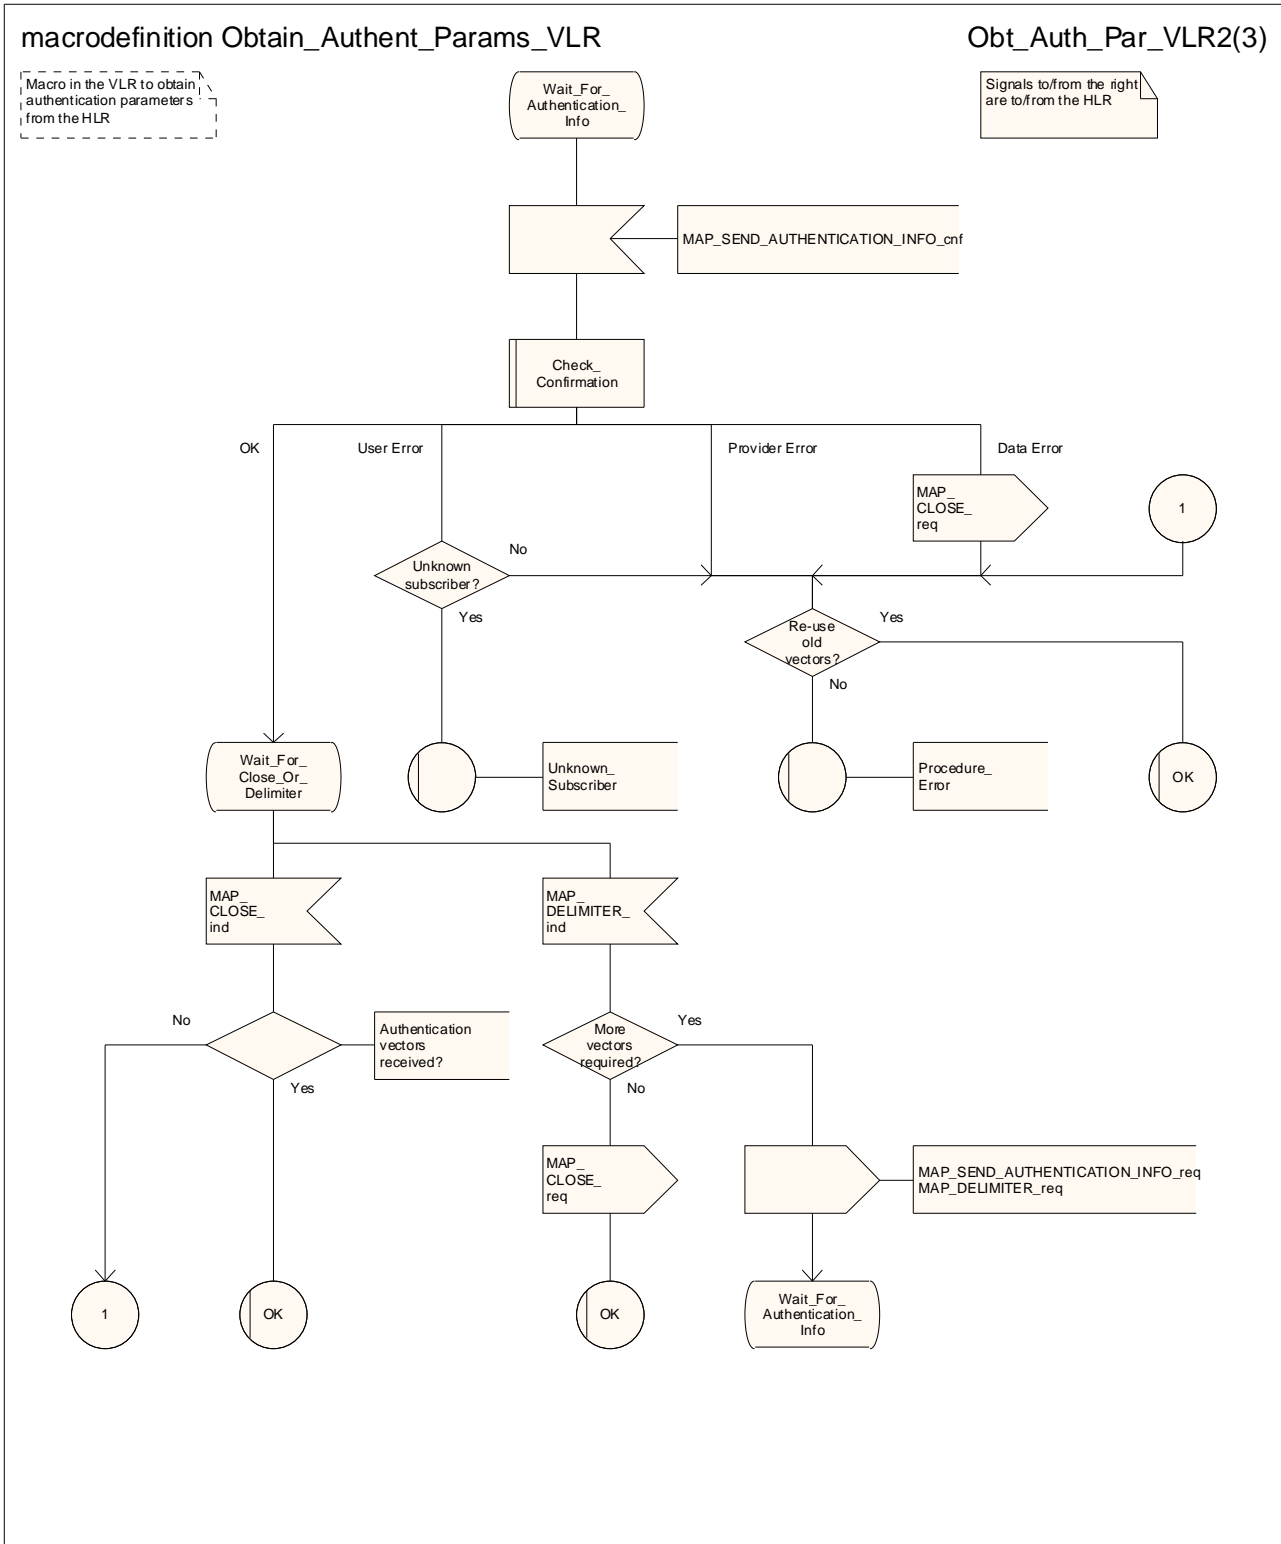 macrodefinition Obtain_Authent_Params_VLR
Obt_Auth_Par_VLR2(3)
Macro in the VLR to obtain
authentication parameters
from the HLR
Wait_For_
Authentication_
Info
Signals to/from the right
are to/from the HLR
MAP_SEND_AUTHENTICATION_INFO_cnf
Check_
Confirmation
OK
User Error
Provider Error
Data Error
MAP_
CLOSE_
req
1
Unknown
subscriber?
No
Yes
Re-use
old
vectors?
Yes
No
Wait_For_
Close_Or_
Delimiter
Unknown_
Subscriber
Procedure_
Error
OK
MAP_
CLOSE_
ind
MAP_
DELIMITER_
ind
No
Authentication
vectors
received?
Yes
More
vectors
required?
Yes
No
MAP_
CLOSE_
req
MAP_SEND_AUTHENTICATION_INFO_req
MAP_DELIMITER_req
1
OK
OK
Wait_For_
Authentication_
Info